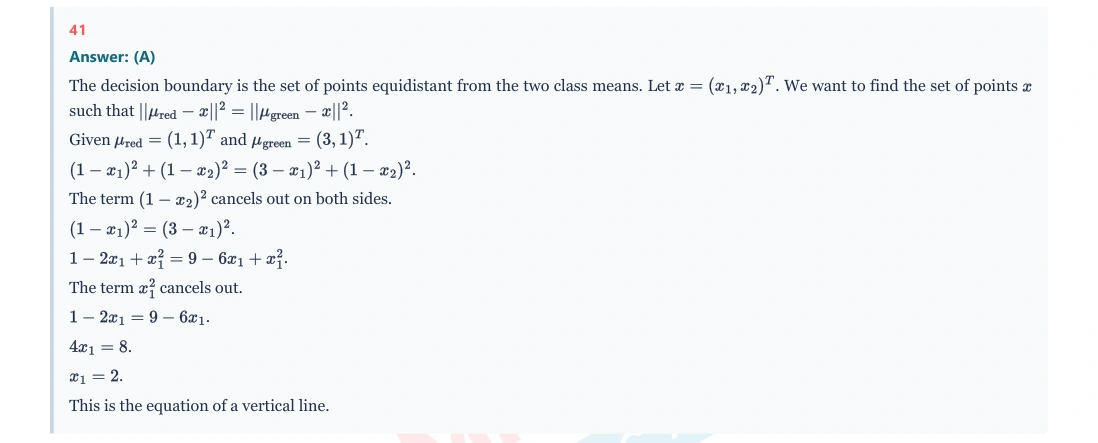 41
Answer: (A)
The decision boundary is the set of points equidistant from the two class means. Let x = (x₁, x₂)ᵀ. We want to find the set of points x
such that ||μ_red − x||² = ||μ_green − x||².
Given μ_red = (1, 1)ᵀ and μ_green = (3, 1)ᵀ.
(1 − x₁)² + (1 − x₂)² = (3 − x₁)² + (1 − x₂)².
The term (1 − x₂)² cancels out on both sides.
(1 − x₁)² = (3 − x₁)².
1 − 2x₁ + x₁² = 9 − 6x₁ + x₁².
The term x₁² cancels out.
1 − 2x₁ = 9 − 6x₁.
4x₁ = 8.
x₁ = 2.
This is the equation of a vertical line.